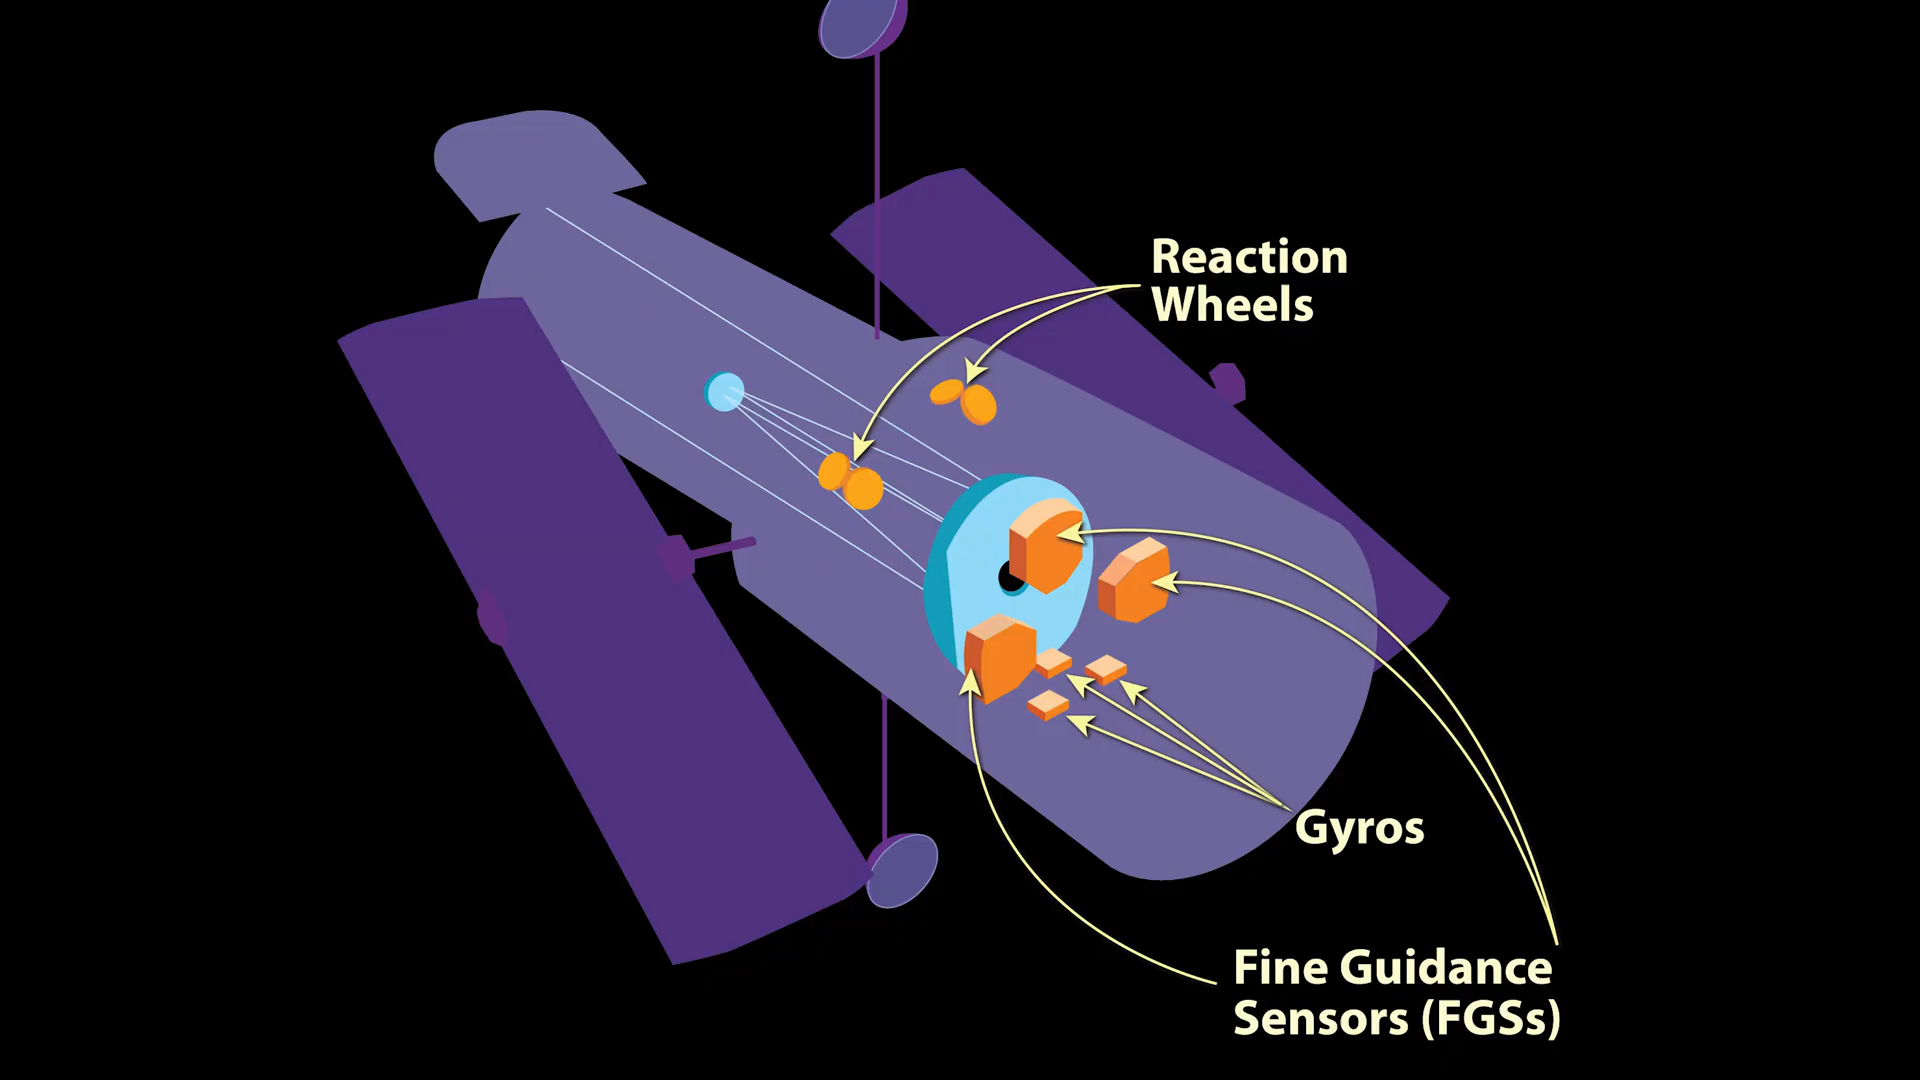 Reaction
Wheels
Gyros
Fine Guidance
Sensors (FGSs)